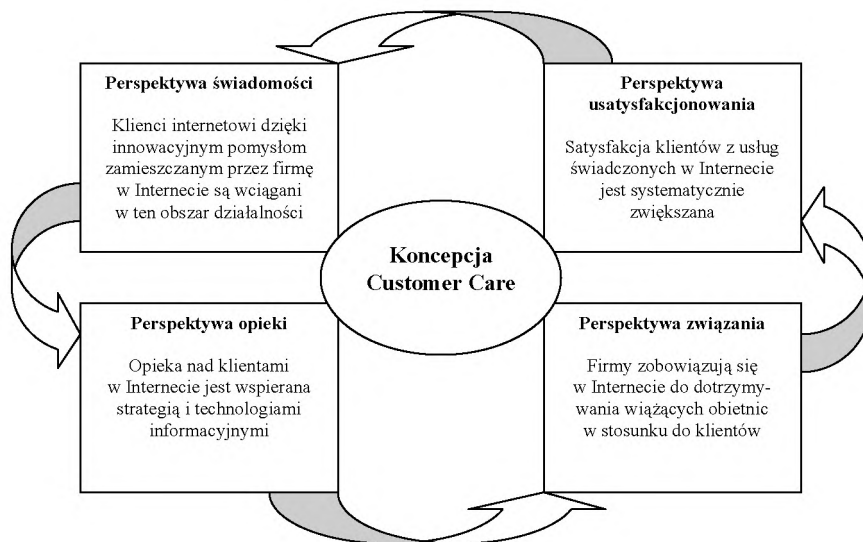 Perspektywa świadomości
Klienci internetowi dzięki
innowacyjnym pomysłom
zamieszczanym przez firmę
w Internecie są wciągani
w ten obszar działalności
Perspektywa
usatysfakcjonowania
Satysfakcja klientów z usług
świadczonych w Internecie
jest systematycznie
zwiększana
Koncepcja
Customer Care
Perspektywa opieki
Opieka nad klientami
w Internecie jest wspierana
strategią i technologiami
informacyjnymi
Perspektywa związania
Firmy zobowiązują się
w Internecie do dotrzymy-
wania wiążących obietnic
w stosunku do klientów